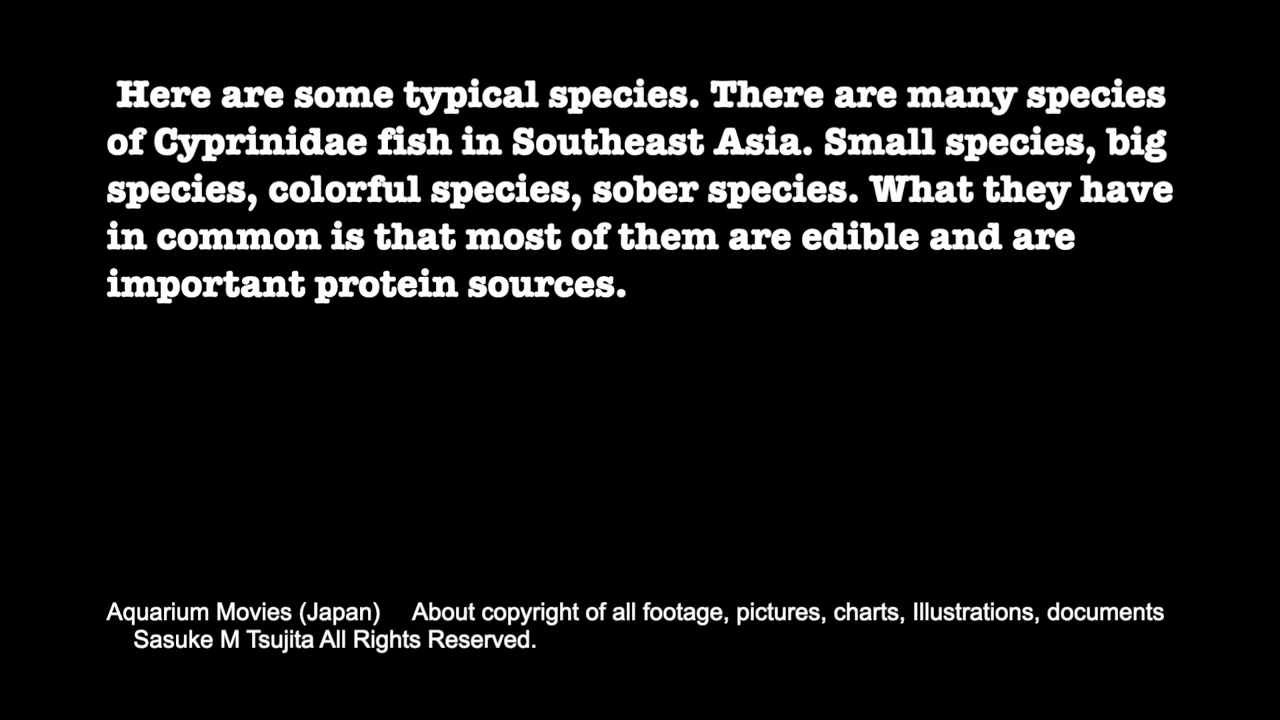 Here are some typical species. There are many species
of Cyprinidae fish in Southeast Asia. Small species, big
species, colorful species, sober species. What they have
in common is that most of them are edible and are
important protein sources.
Aquarium Movies (Japan) About copyright of all footage, pictures, charts, Illustrations, documents
Sasuke M Tsujita All Rights Reserved.